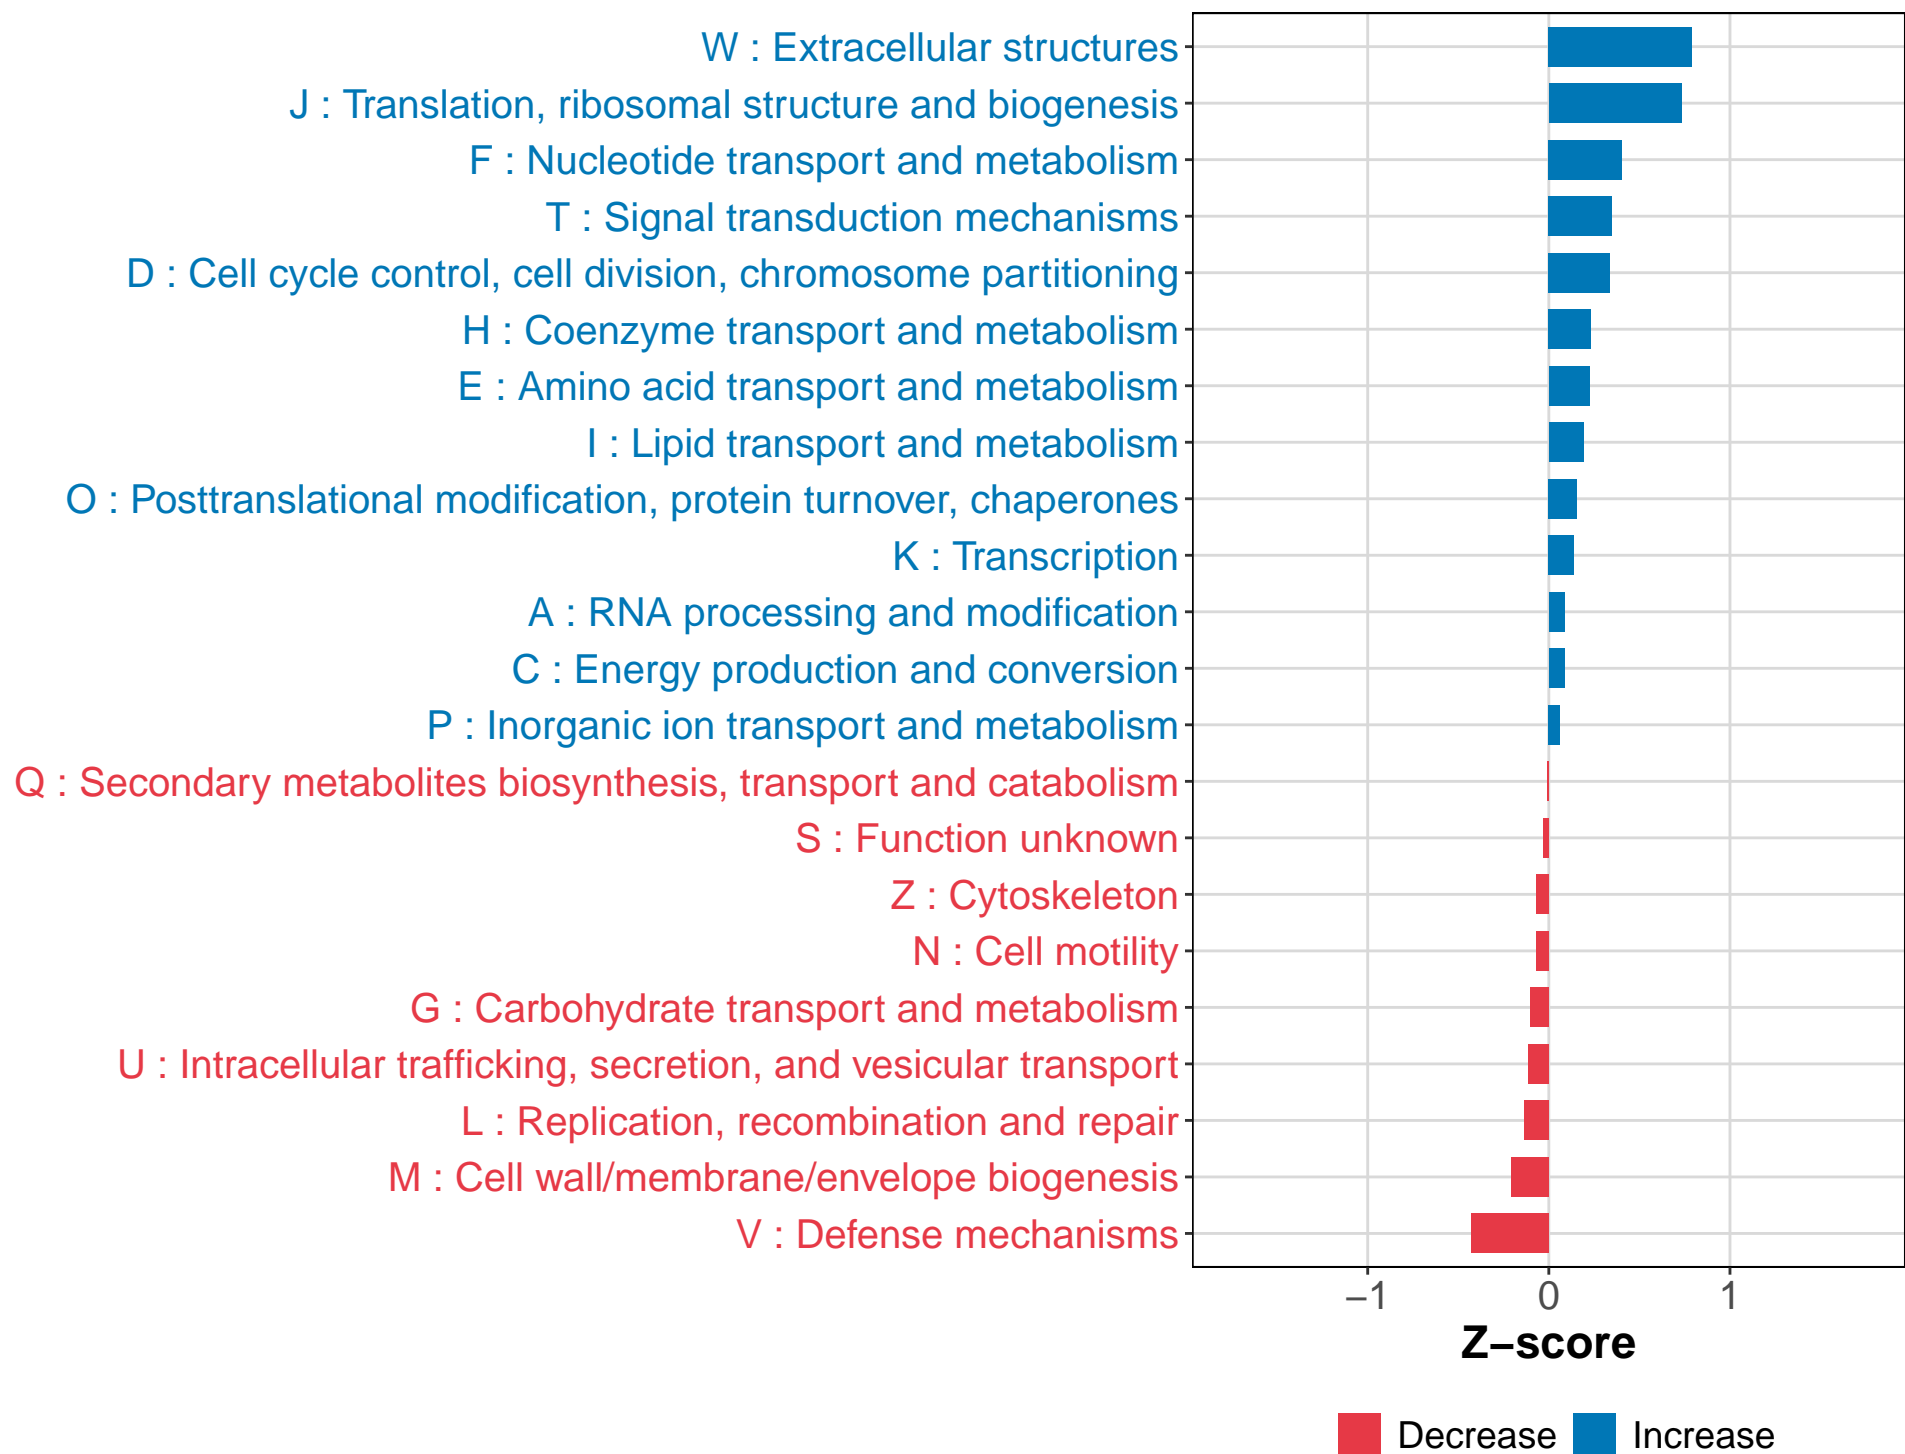 W : Extracellular structures
J : Translation, ribosomal structure and biogenesis
F : Nucleotide transport and metabolism
T : Signal transduction mechanisms
D : Cell cycle control, cell division, chromosome partitioning
H : Coenzyme transport and metabolism
E : Amino acid transport and metabolism
I : Lipid transport and metabolism
O : Posttranslational modification, protein turnover, chaperones
K : Transcription
A : RNA processing and modification
C : Energy production and conversion
P : Inorganic ion transport and metabolism
Q : Secondary metabolites biosynthesis, transport and catabolism
S : Function unknown
Z : Cytoskeleton
N : Cell motility
G : Carbohydrate transport and metabolism
U : Intracellular trafficking, secretion, and vesicular transport
L : Replication, recombination and repair
M : Cell wall/membrane/envelope biogenesis
V : Defense mechanisms
−1 0 1
Z−score
Decrease Increase